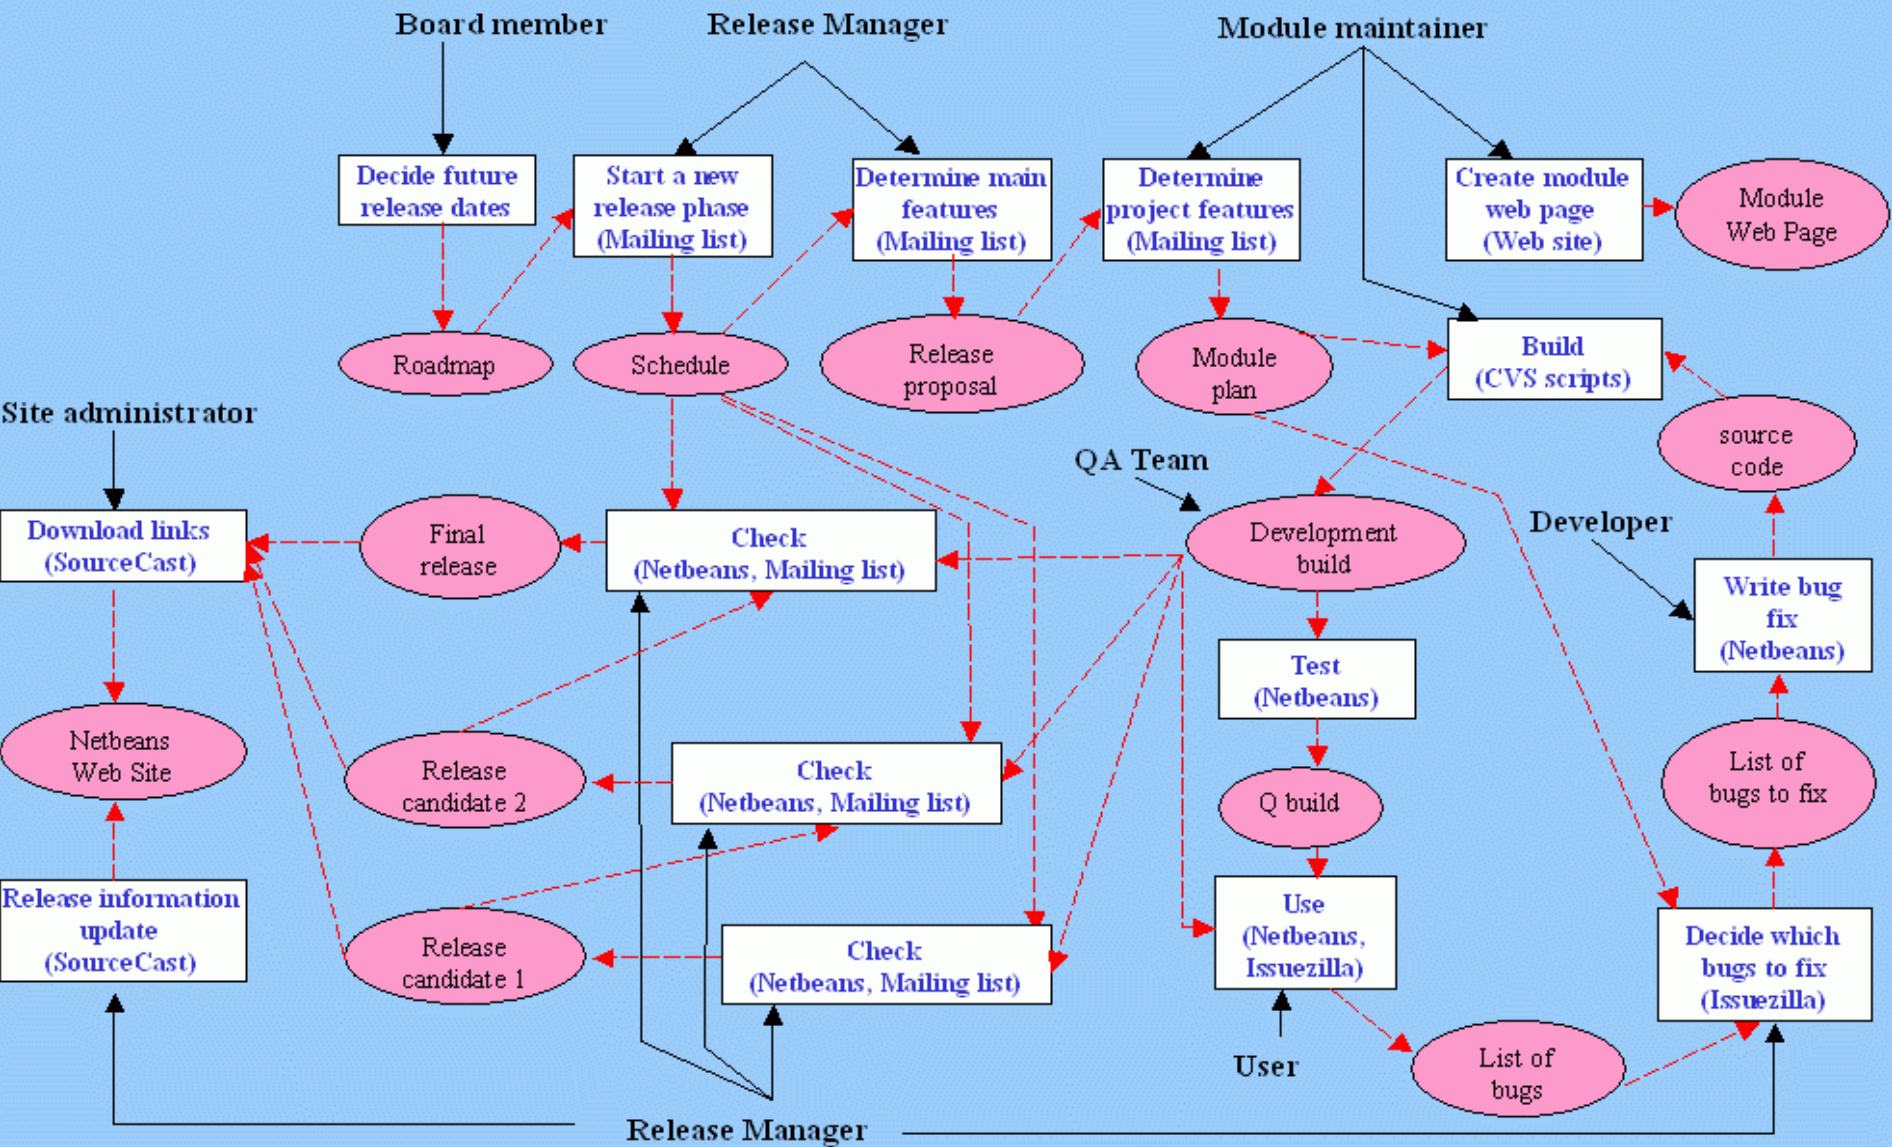 Board member
Release Manager
Module maintainer
Decide future
release dates
Start a new
release phase
(Mailing list)
Determine main
features
(Mailing list)
Determine
project features
(Mailing list)
Create module
web page
(Web site)
Module
Web Page
Roadmap
Schedule
Release
proposal
Module
plan
Build
(CVS scripts)
Site administrator
source
code
QA Team
Download links
(SourceCast)
Final
release
Check
(Netbeans, Mailing list)
Development
build
Developer
Write bug
fix
(Netbeans)
Test
(Netbeans)
Netbeans
Web Site
Release
candidate 2
Check
(Netbeans, Mailing list)
Q build
List of
bugs to fix
Release information
update
(SourceCast)
Release
candidate 1
Check
(Netbeans, Mailing list)
Use
(Netbeans,
Issuezilla)
Decide which
bugs to fix
(Issuezilla)
User
List of
bugs
Release Manager